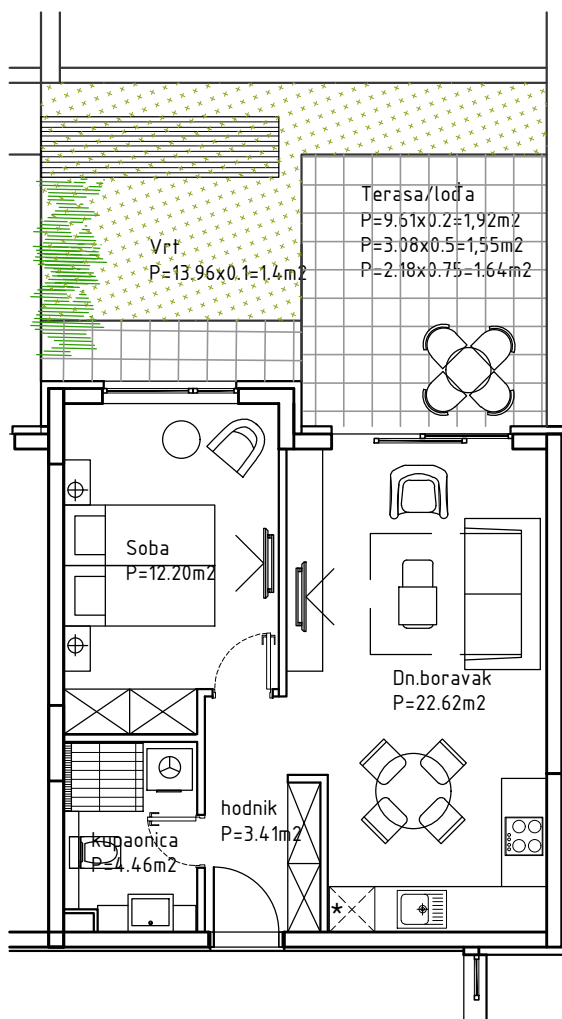 Terasa/lođa
P=9.61x0.2=1,92m2
P=3.08x0.5=1,55m2
P=2.18x0.75=1.64m2
Vrt
P=13.96x0.1=1.4m2
Soba
P=12.20m2
Dn.boravak
P=22.62m2
hodnik
P=3.41m2
kupaonica
P=4.46m2